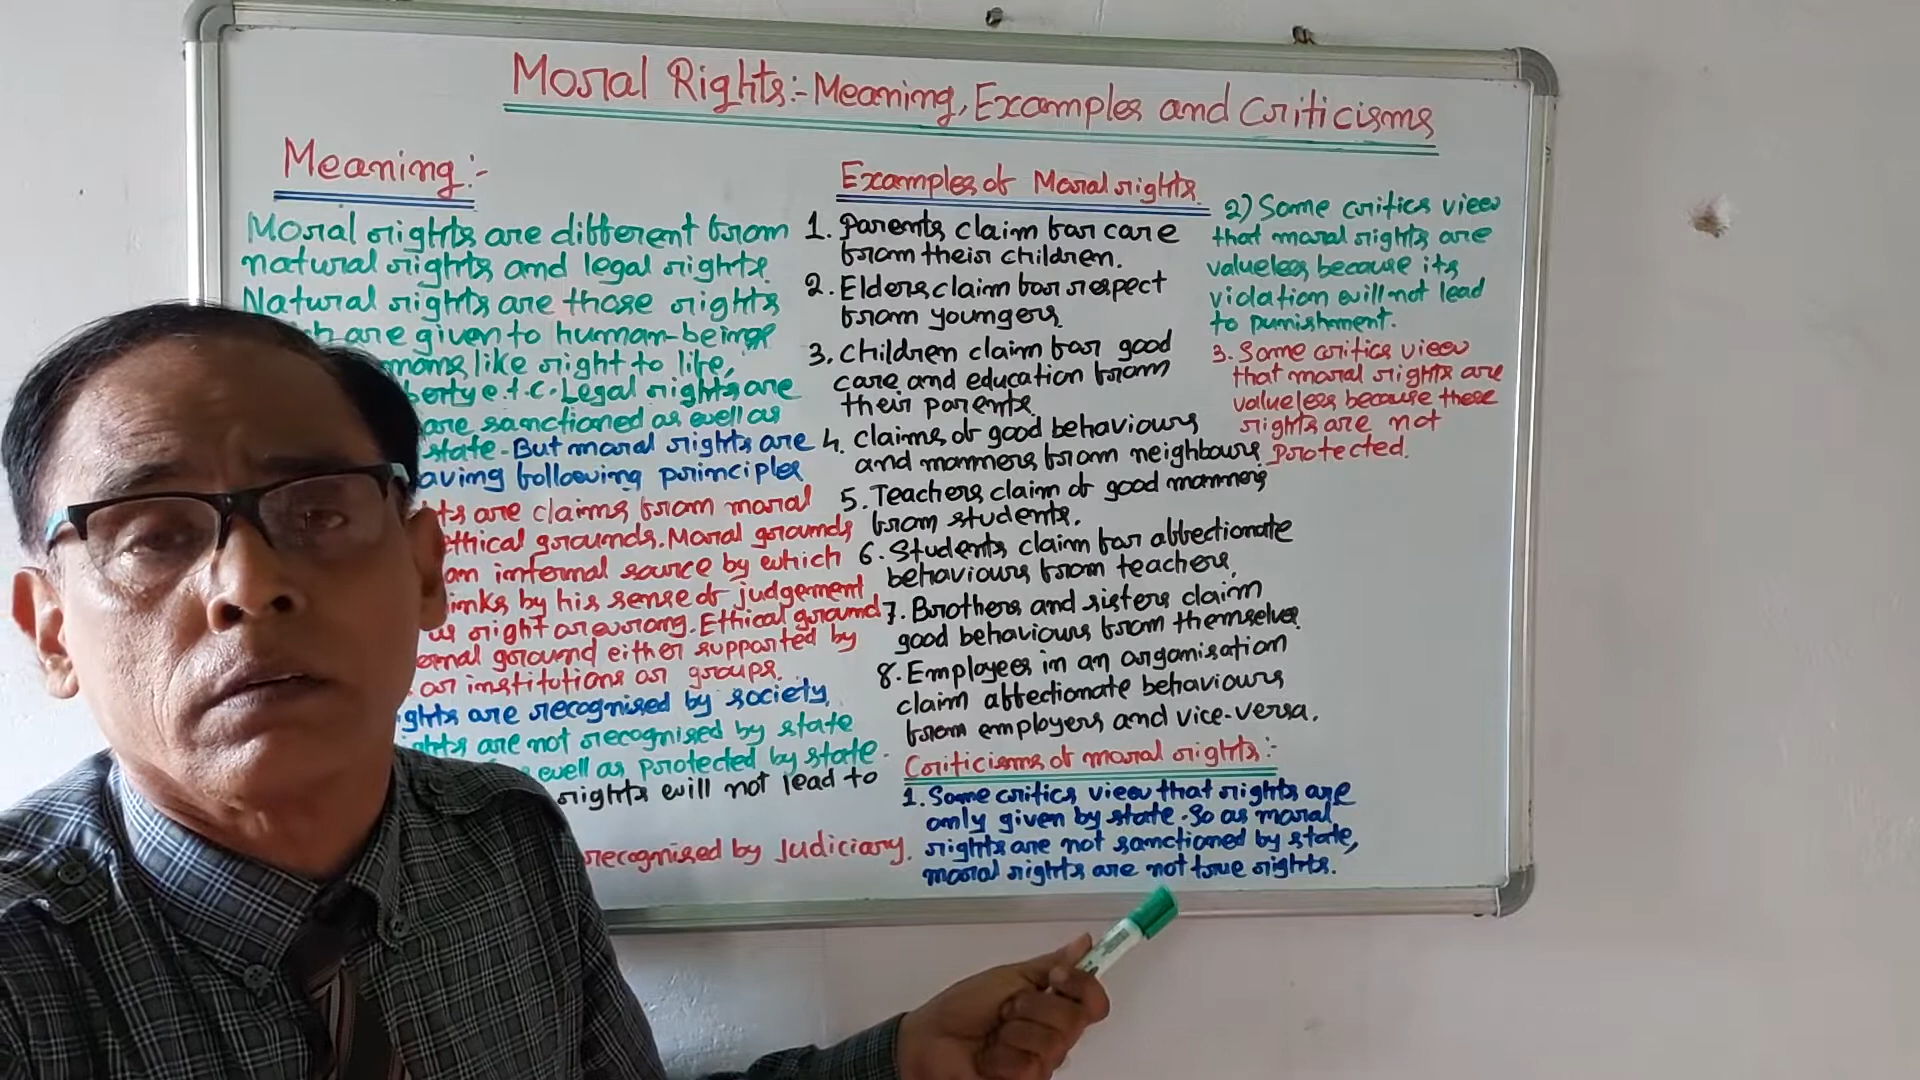 Moral Rights:- Meaning, Examples and Criticisms
Meaning:-
Moral rights are different from
natural rights and legal rights.
Natural rights are those rights
are given to human-beings
like right to life,
e.t.c. Legal rights are
are sanctioned as well as
state. But moral rights are
following principles
are claims from moral
grounds. Moral grounds
an internal source by which
by his sense of judgement
right or wrong. Ethical ground
ground either supported by
or institutions or groups.
are recognised by society.
are not recognised by state
well as protected by state.
rights will not lead to
recognised by Judiciary.
Examples of Moral rights.
1. Parents claim for care
from their children.
2. Elders claim for respect
from youngers.
3. Children claim for good
care and education from
their parents.
4. Claims of good behaviours
and manners from neighbours
5. Teachers claim of good manners
from students.
6. Students claim for affectionate
behaviours from teachers.
7. Brothers and sisters claim
good behaviours from themselves.
8. Employees in an organisation
claim affectionate behaviours
from employers and vice-versa.
Criticisms of moral rights:-
1. Some critics view that rights are
only given by state. So as moral
rights are not sanctioned by state,
moral rights are not true rights.
2) Some critics view
that moral rights are
valueless because its
violation will not lead
to punishment.
3. Some critics view
that moral rights are
valueless because these
rights are not
protected.